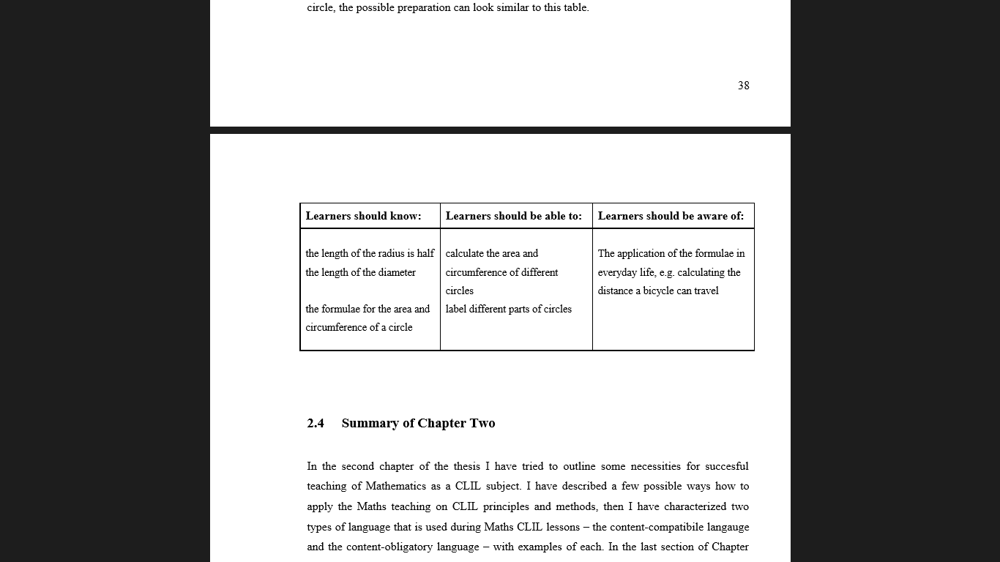 circle, the possible preparation can look similar to this table.
38
Learners should know:
the length of the radius is half
the length of the diameter
the formulae for the area and
circumference of a circle
Learners should be able to:
calculate the area and
circumference of different
circles
label different parts of circles
Learners should be aware of:
The application of the formulae in
everyday life, e.g. calculating the
distance a bicycle can travel
2.4 Summary of Chapter Two
In the second chapter of the thesis I have tried to outline some necessities for succesful
teaching of Mathematics as a CLIL subject. I have described a few possible ways how to
apply the Maths teaching on CLIL principles and methods, then I have characterized two
types of language that is used during Maths CLIL lessons – the content-compatibile langauge
and the content-obligatory language – with examples of each. In the last section of Chapter